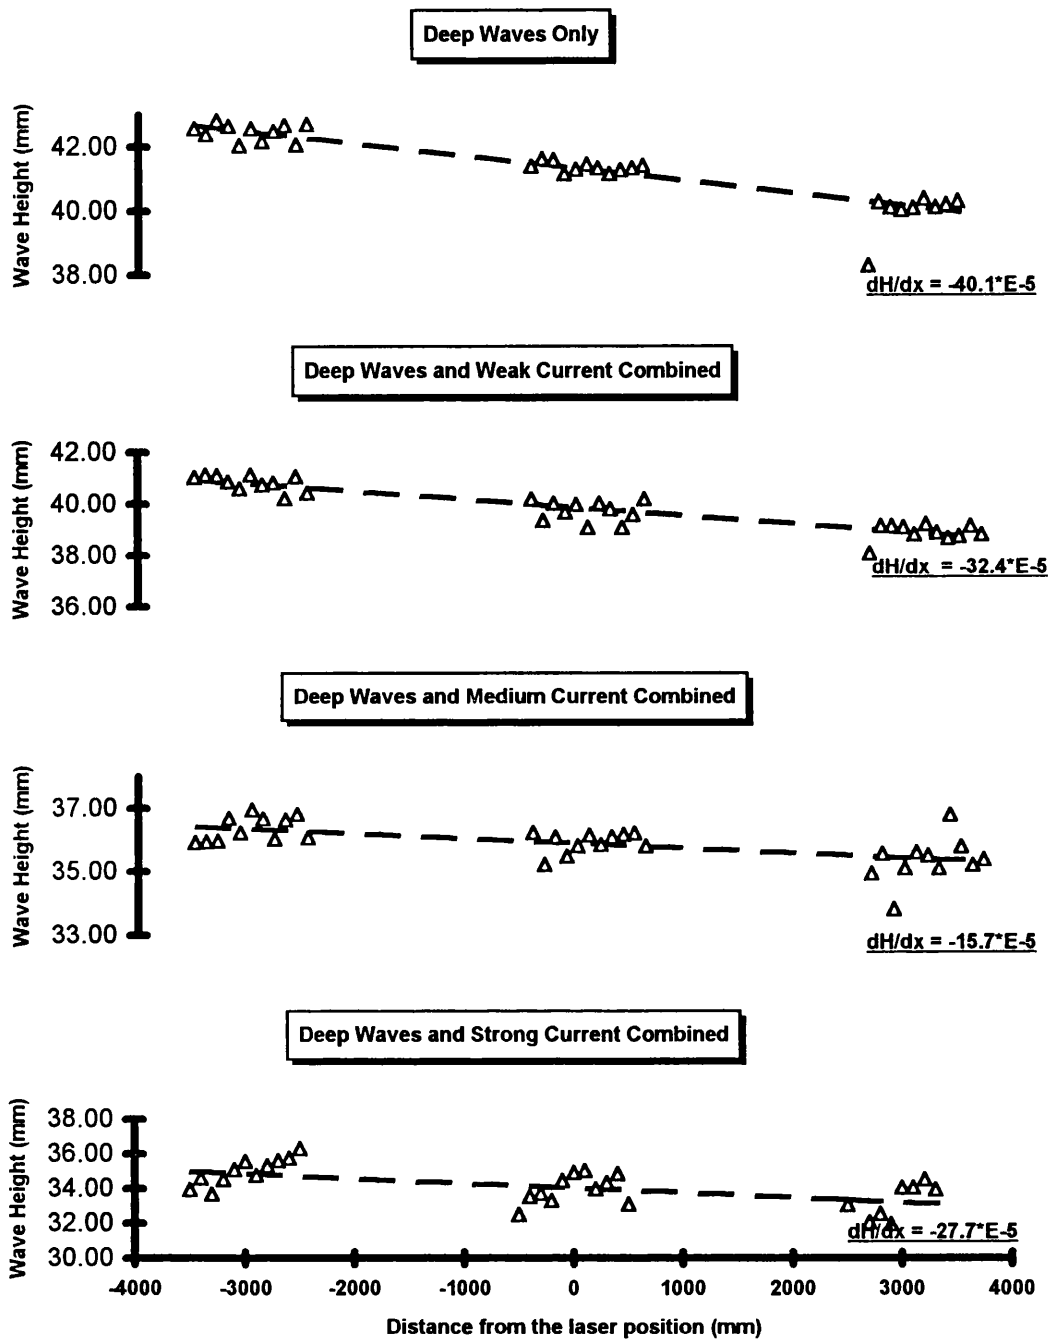 Deep Waves Only
Wave Height (mm)
42.00
40.00
38.00
dH/dx = -40.1*E-5
Deep Waves and Weak Current Combined
Wave Height (mm)
42.00
40.00
38.00
36.00
dH/dx = -32.4*E-5
Deep Waves and Medium Current Combined
Wave Height (mm)
37.00
35.00
33.00
dH/dx = -15.7*E-5
Deep Waves and Strong Current Combined
Wave Height (mm)
38.00
36.00
34.00
32.00
30.00
dH/dx = -27.7*E-5
-4000 -3000 -2000 -1000 0 1000 2000 3000 4000
Distance from the laser position (mm)